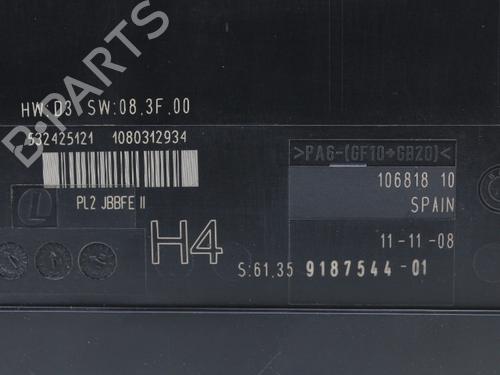 HW:D3 SW:08.3F.00
532425121 1080312934
PL2 JBBFE II
H4
>PA6-(GF10+GB20)<
106818 10
SPAIN
11-11-08
S:61.35 9187544-01
B-PARTS